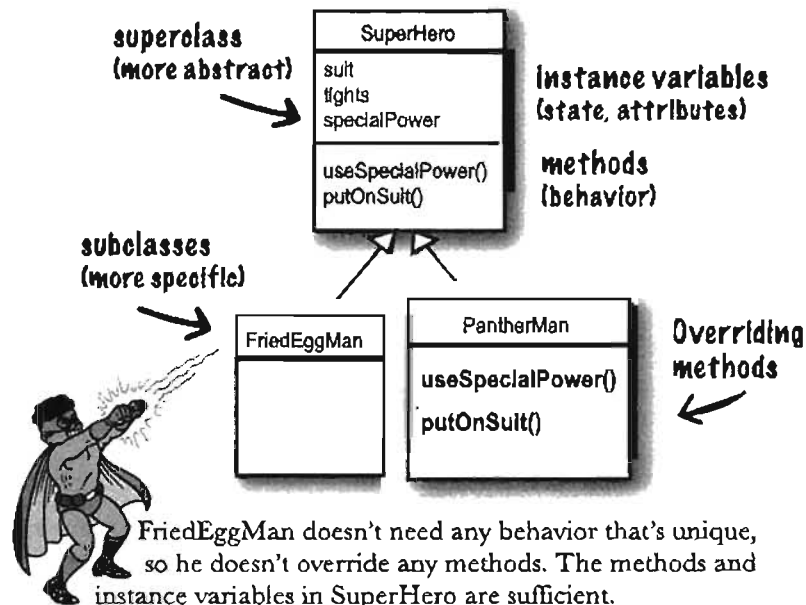 superclass
(more abstract)
SuperHero
suit
tights
specialPower
useSpecialPower()
putOnSuit()
instance variables
(state, attributes)
methods
(behavior)
subclasses
(more specific)
FriedEggMan
PantherMan
useSpecialPower()
putOnSuit()
Overriding
methods
FriedEggMan doesn't need any behavior that's unique,
so he doesn't override any methods. The methods and
instance variables in SuperHero are sufficient.